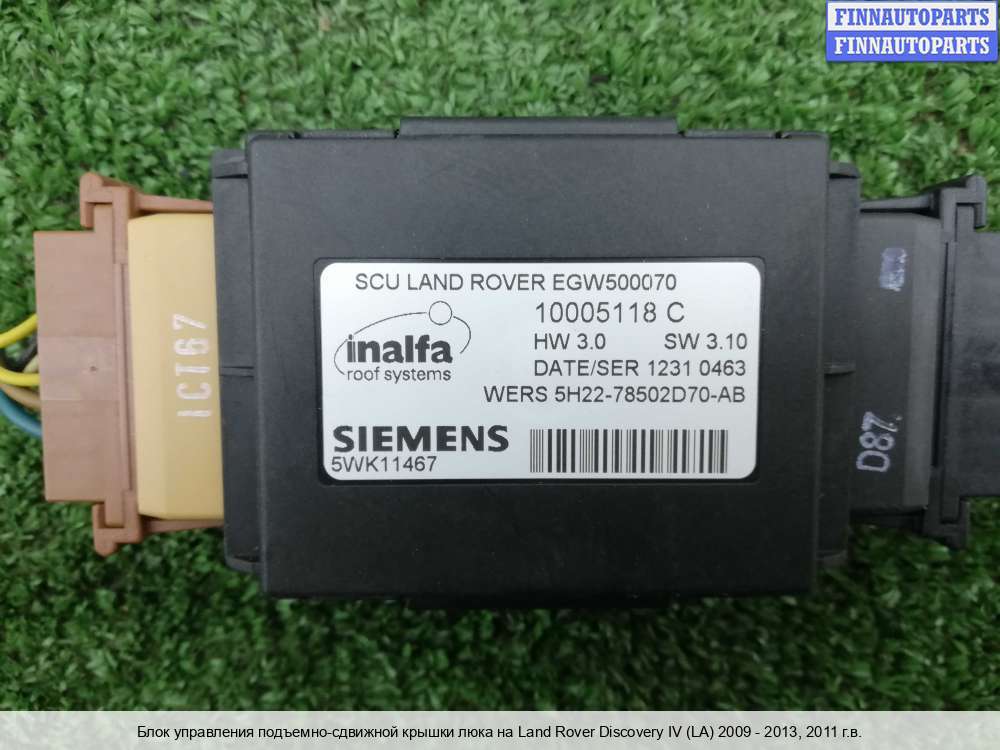 FINNAUTOPARTS
FINNAUTOPARTS
SCU LAND ROVER EGW500070
10005118 C
inalfa
roof systems
HW 3.0 SW 3.10
DATE/SER 1231 0463
WERS 5H22-78502D70-AB
SIEMENS
5WK11467
ICT67
D87
Блок управления подъемно-сдвижной крышки люка на Land Rover Discovery IV (LA) 2009 - 2013, 2011 г.в.